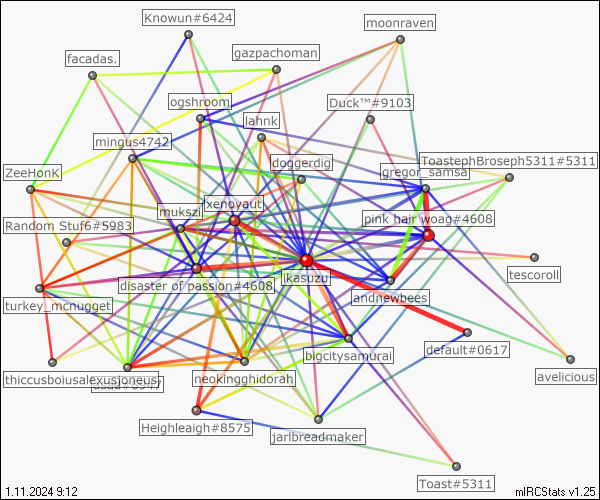 Knowun#6424
moonraven
gazpachoman
facadas.
ogshroom
Duck™#9103
lahnk
mingus4742
doggerdig
ToastephBroseph5311#5311
gregor_samsa
ZeeHonK
xenoyaut
mukszi
pink hair woag#4608
Random Stuf6#5983
disaster of passion#4608
ikasuzu
tescoroll
andnewbees
turkey_mcnugget
bigcitysamurai
default#0617
thiccusboiusalexusjoneusi
neokingghidorah
avelicious
Heighleaigh#8575
jarlbreadmaker
Toast#5311
1.11.2024 9:12
mIRCStats v1.25